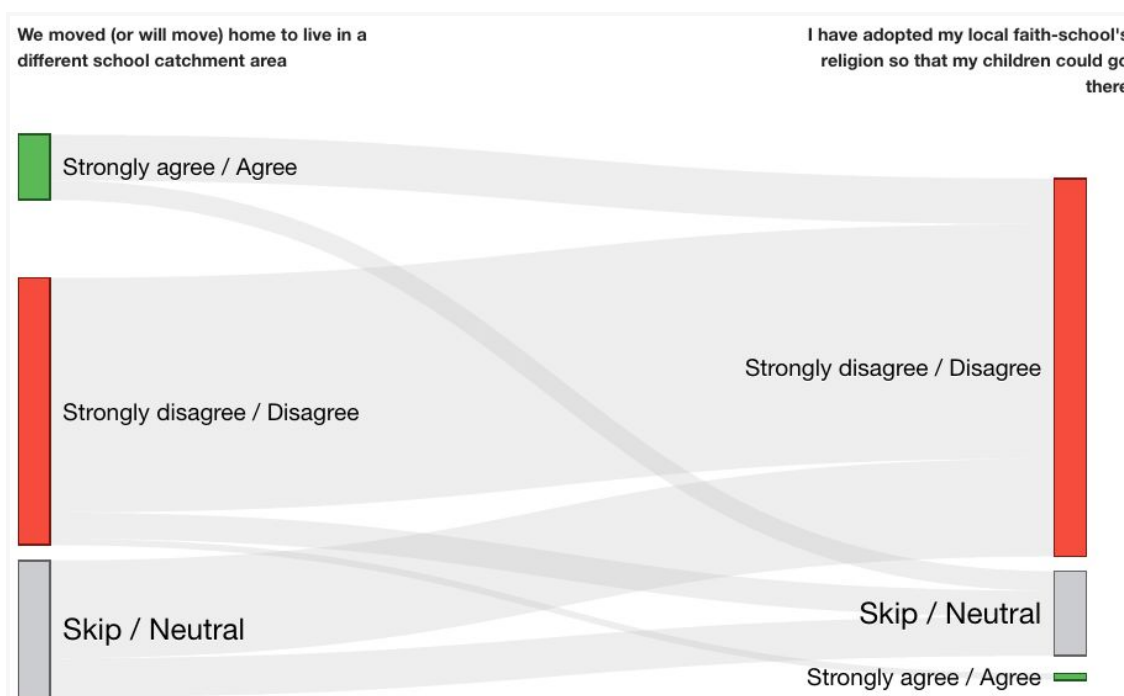 We moved (or will move) home to live in a
different school catchment area
I have adopted my local faith-school's
religion so that my children could go
there
Strongly agree / Agree
Strongly disagree / Disagree
Skip / Neutral
Strongly disagree / Disagree
Skip / Neutral
Strongly agree / Agree